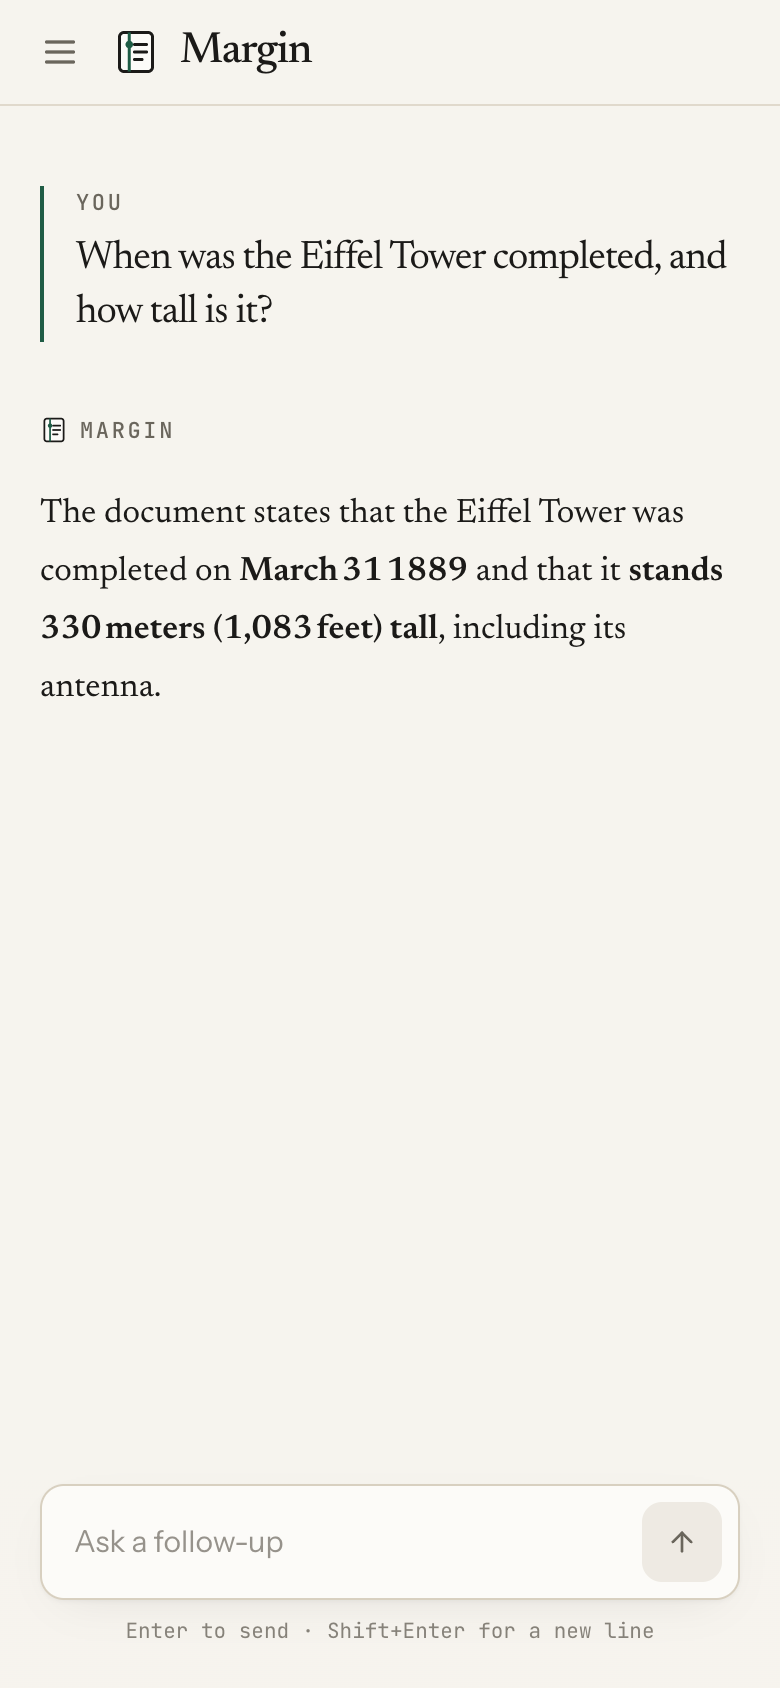 Margin
YOU
When was the Eiffel Tower completed, and
how tall is it?
MARGIN
The document states that the Eiffel Tower was
completed on March 31 1889 and that it stands
330 meters (1,083 feet) tall, including its
antenna.
Ask a follow-up
Enter to send · Shift+Enter for a new line